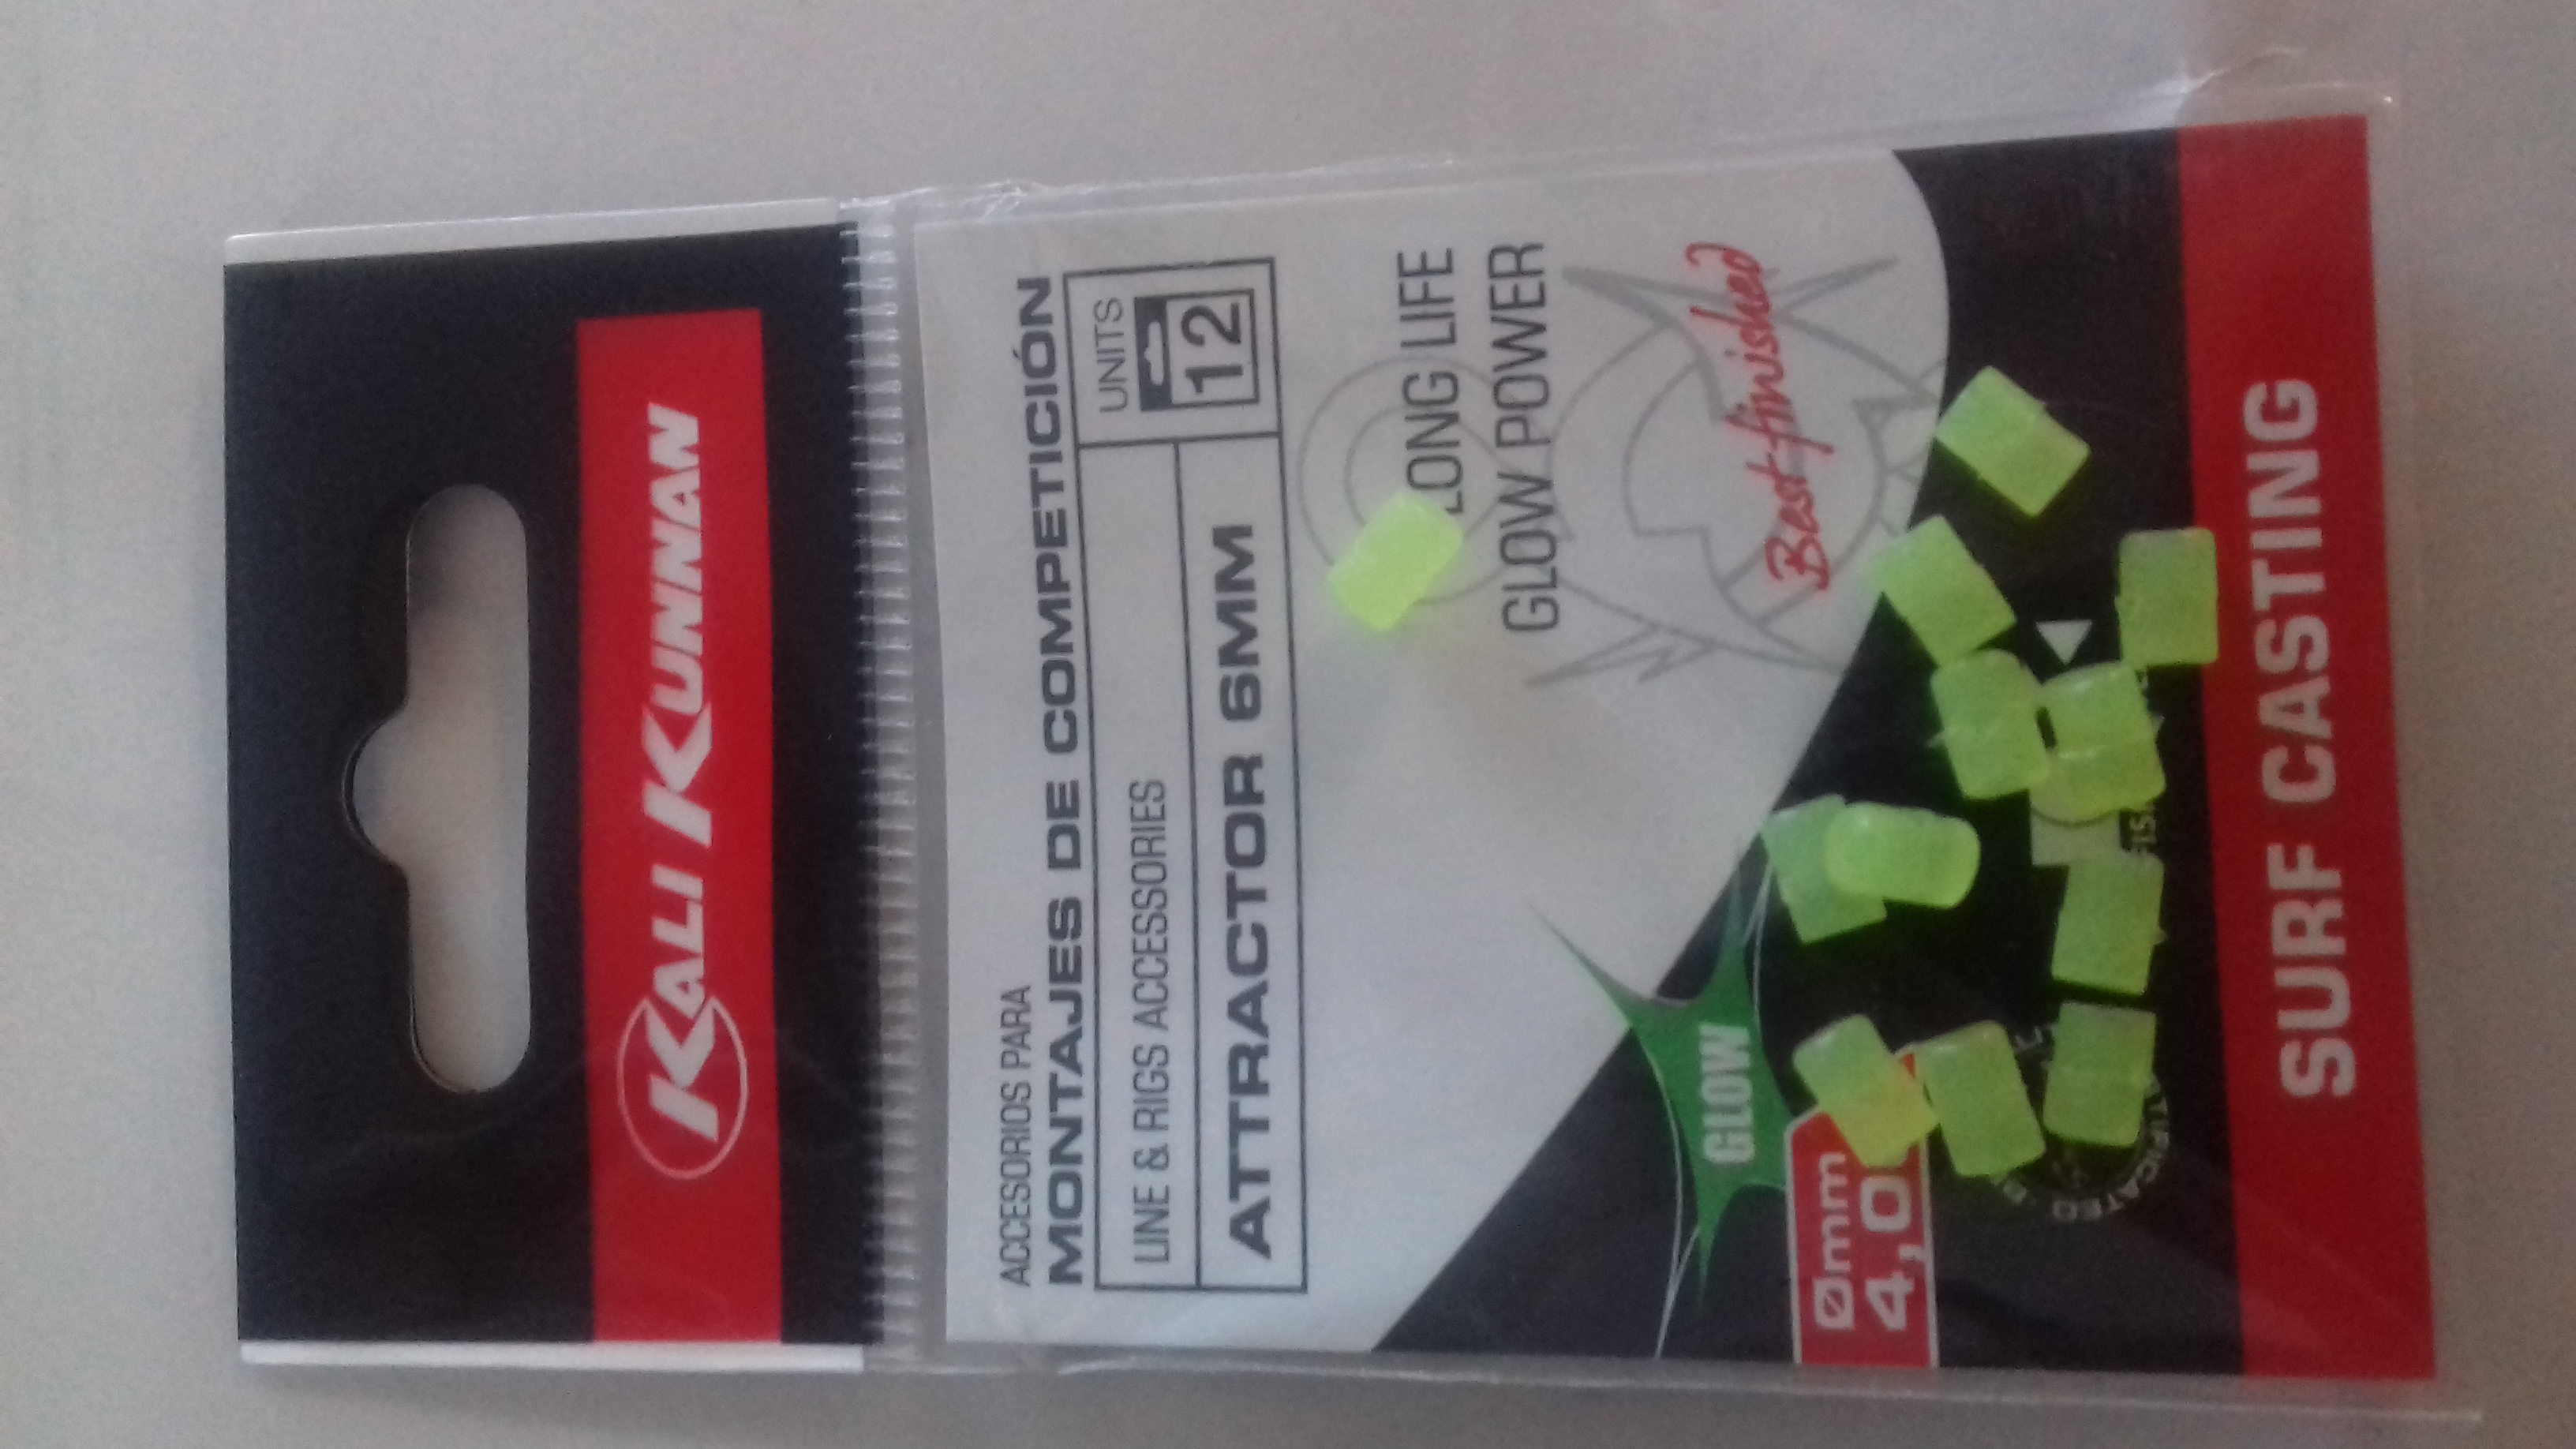 KALI KUNNAN
ACCESORIOS PARA
MONTAJES DE COMPETICIÓN
LINE & RIGS ACCESSORIES
ATTRACTOR 6MM
UNITS
12
LONG LIFE
GLOW POWER
Best finished
GLOW
Ømm
4,0
SURF CASTING